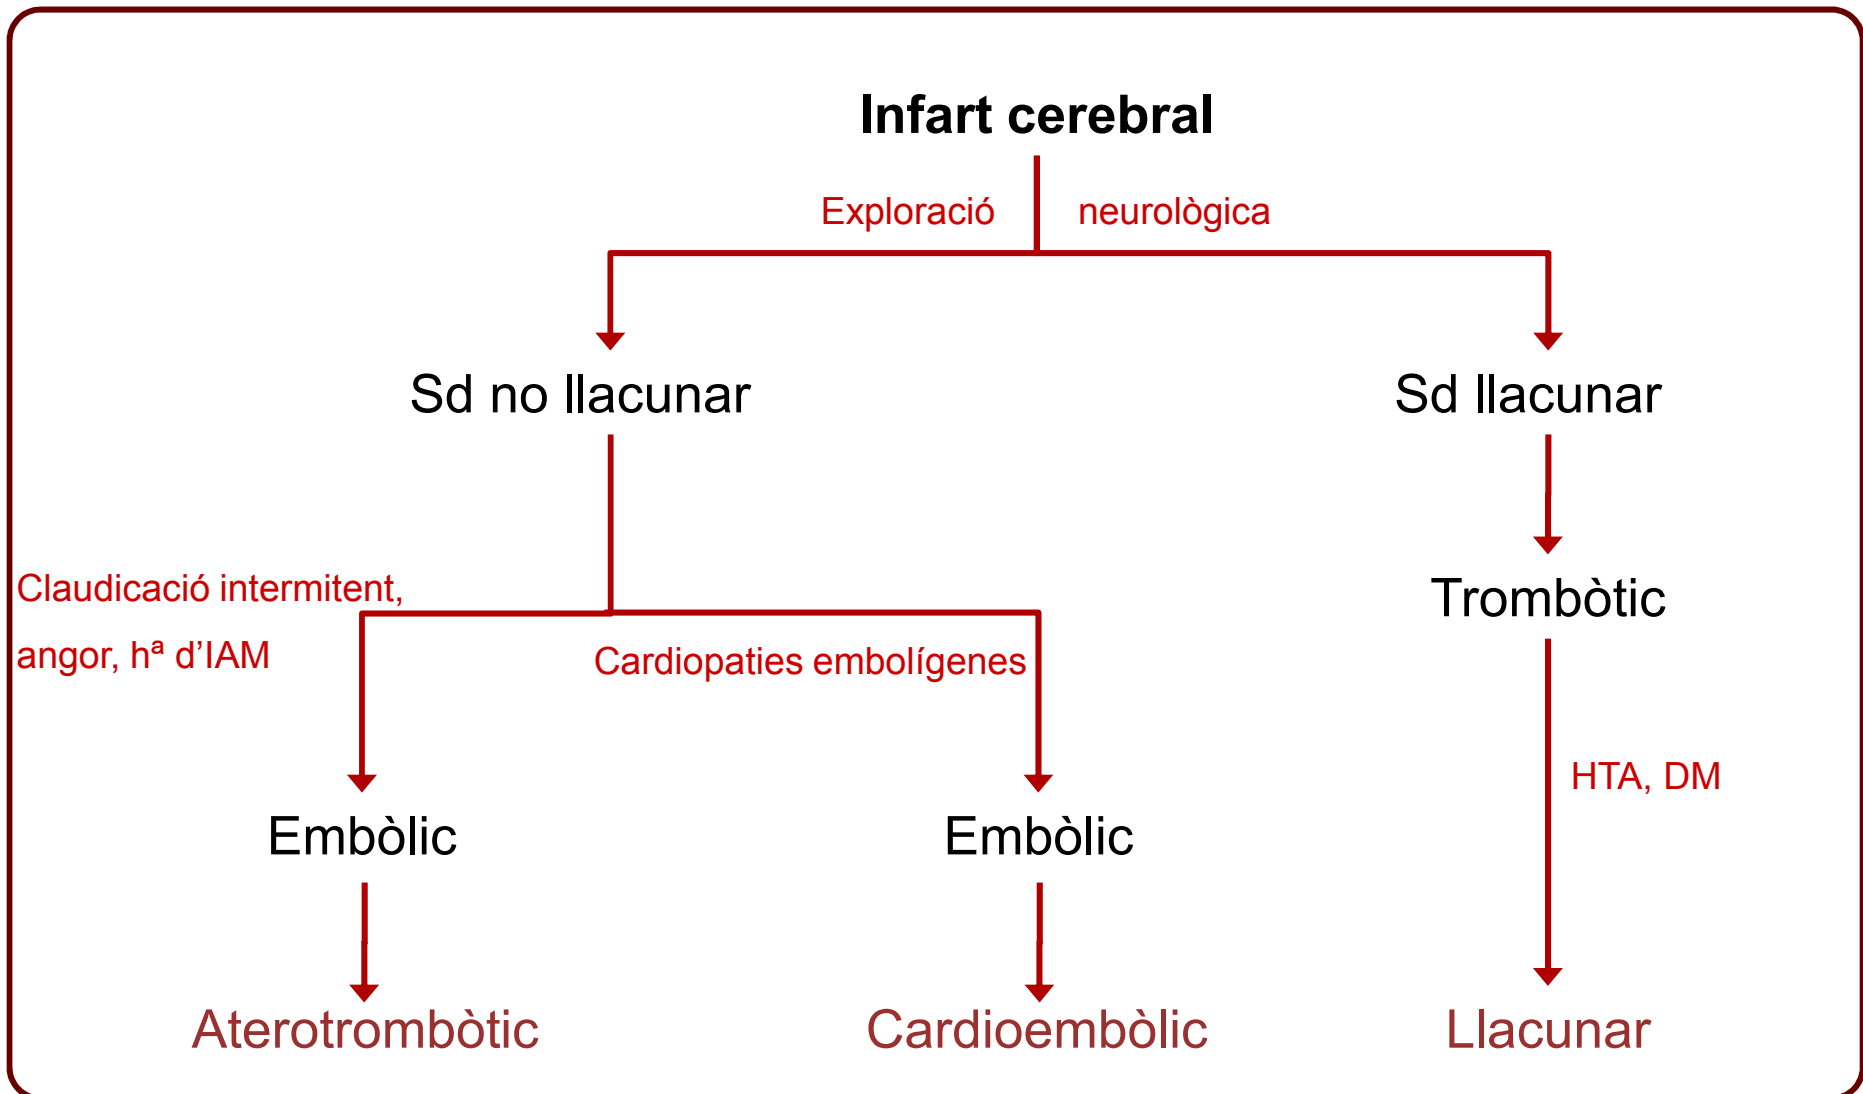 Infart cerebral
Exploració neurològica
Sd no llacunar
Sd llacunar
Claudicació intermitent,
angor, hª d’IAM
Cardiopaties embolígenes
Trombòtic
HTA, DM
Embòlic
Embòlic
Aterotrombòtic
Cardioembòlic
Llacunar